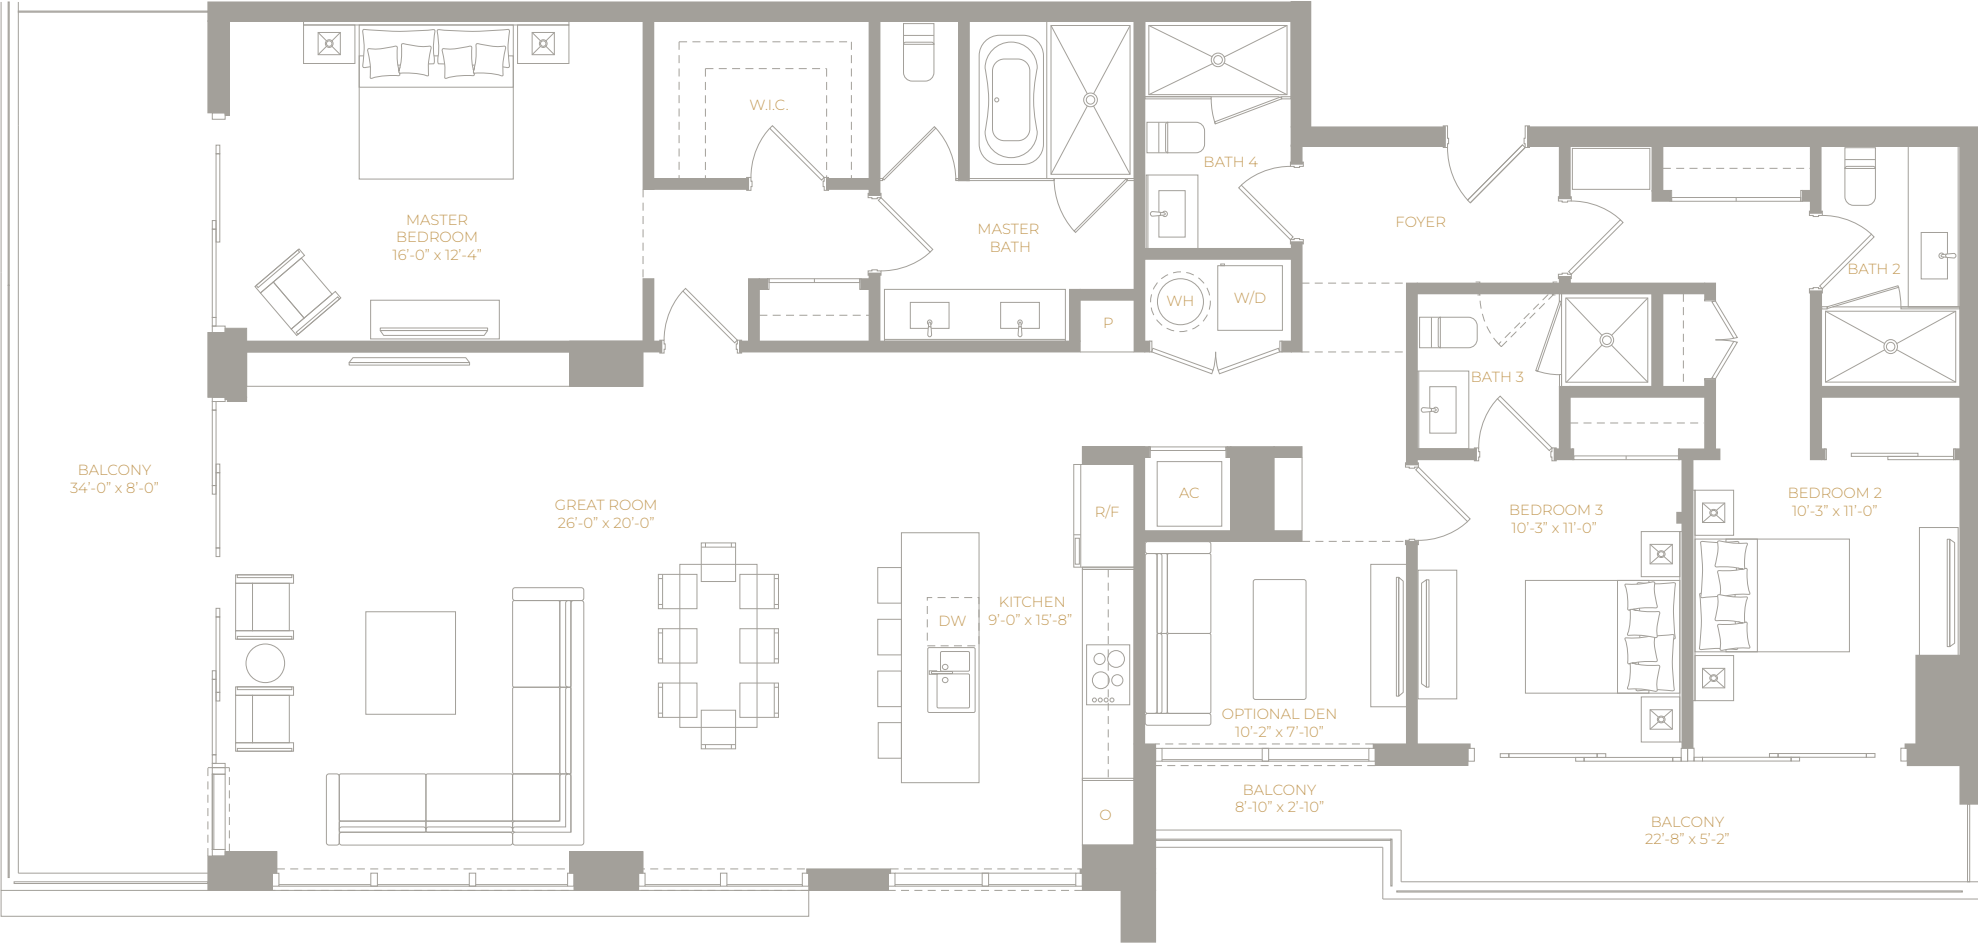 W.I.C.
BATH 4
MASTER
BEDROOM
16'-0" x 12'-4"
MASTER
BATH
FOYER
BATH 2
WH
W/D
P
BATH 3
BALCONY
34'-0" x 8'-0"
GREAT ROOM
26'-0" x 20'-0"
R/F
AC
BEDROOM 3
10'-3" x 11'-0"
BEDROOM 2
10'-3" x 11'-0"
KITCHEN
9'-0" x 15'-8"
DW
OPTIONAL DEN
10'-2" x 7'-10"
BALCONY
8'-10" x 2'-10"
O
BALCONY
22'-8" x 5'-2"